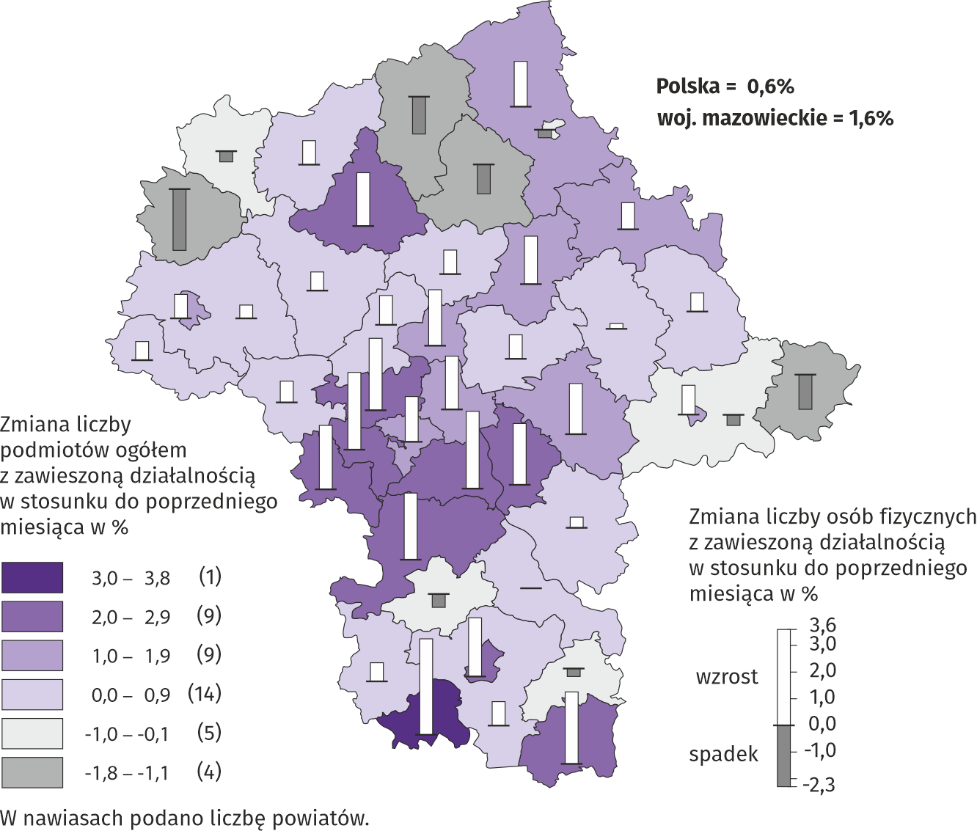 Polska = 0,6%
woj. mazowieckie = 1,6%
Zmiana liczby
podmiotów ogółem
z zawieszoną działalnością
w stosunku do poprzedniego
miesiąca w %
3,0 – 3,8 (1)
2,0 – 2,9 (9)
1,0 – 1,9 (9)
0,0 – 0,9 (14)
-1,0 – -0,1 (5)
-1,8 – -1,1 (4)
W nawiasach podano liczbę powiatów.
Zmiana liczby osób fizycznych
z zawieszoną działalnością
w stosunku do poprzedniego
miesiąca w %
3,6
3,0
wzrost
2,0
1,0
0,0
spadek
-1,0
-2,3